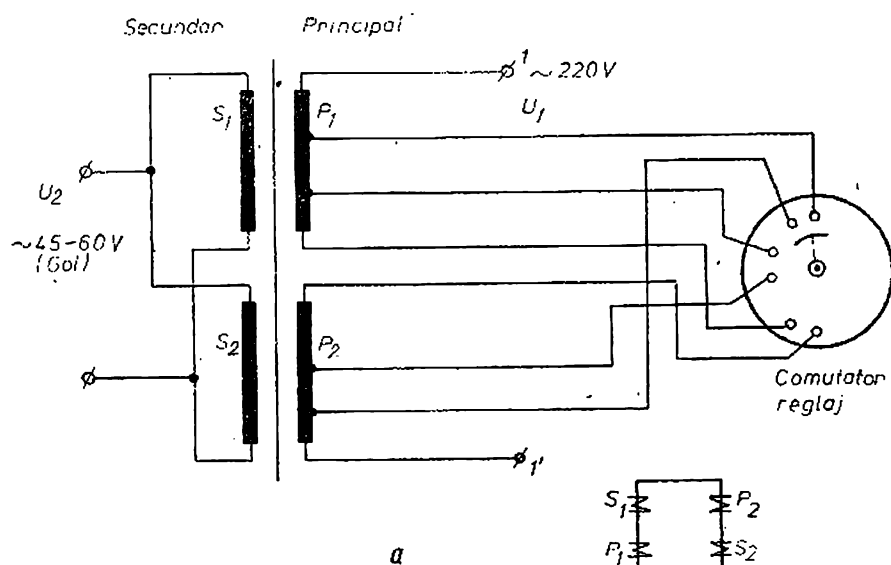 Secundar Principal
1 ~ 220V
S1 P1 U1
U2
~45-60V
(Gol)
S2 P2
Comutator
reglaj
1'
S1 P2
a P1 S2